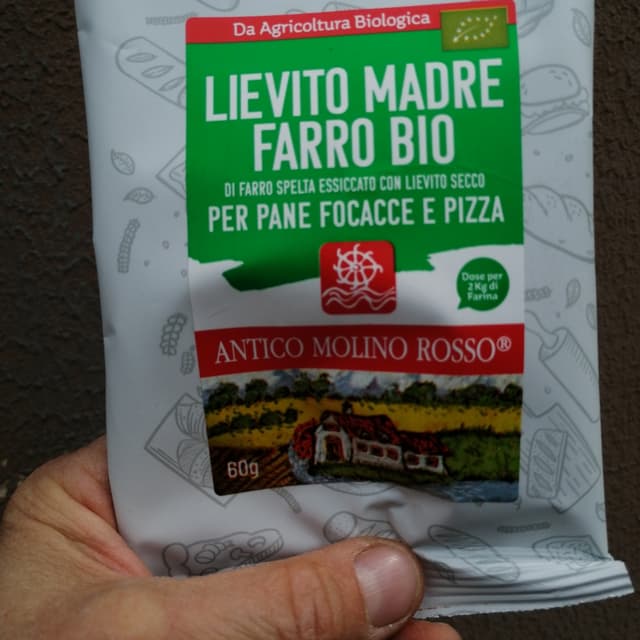 Da Agricoltura Biologica
LIEVITO MADRE
FARRO BIO
DI FARRO SPELTA ESSICCATO CON LIEVITO SECCO
PER PANE FOCACCE E PIZZA
Dose per
2 Kg di
Farina
ANTICO MOLINO ROSSO®
60g